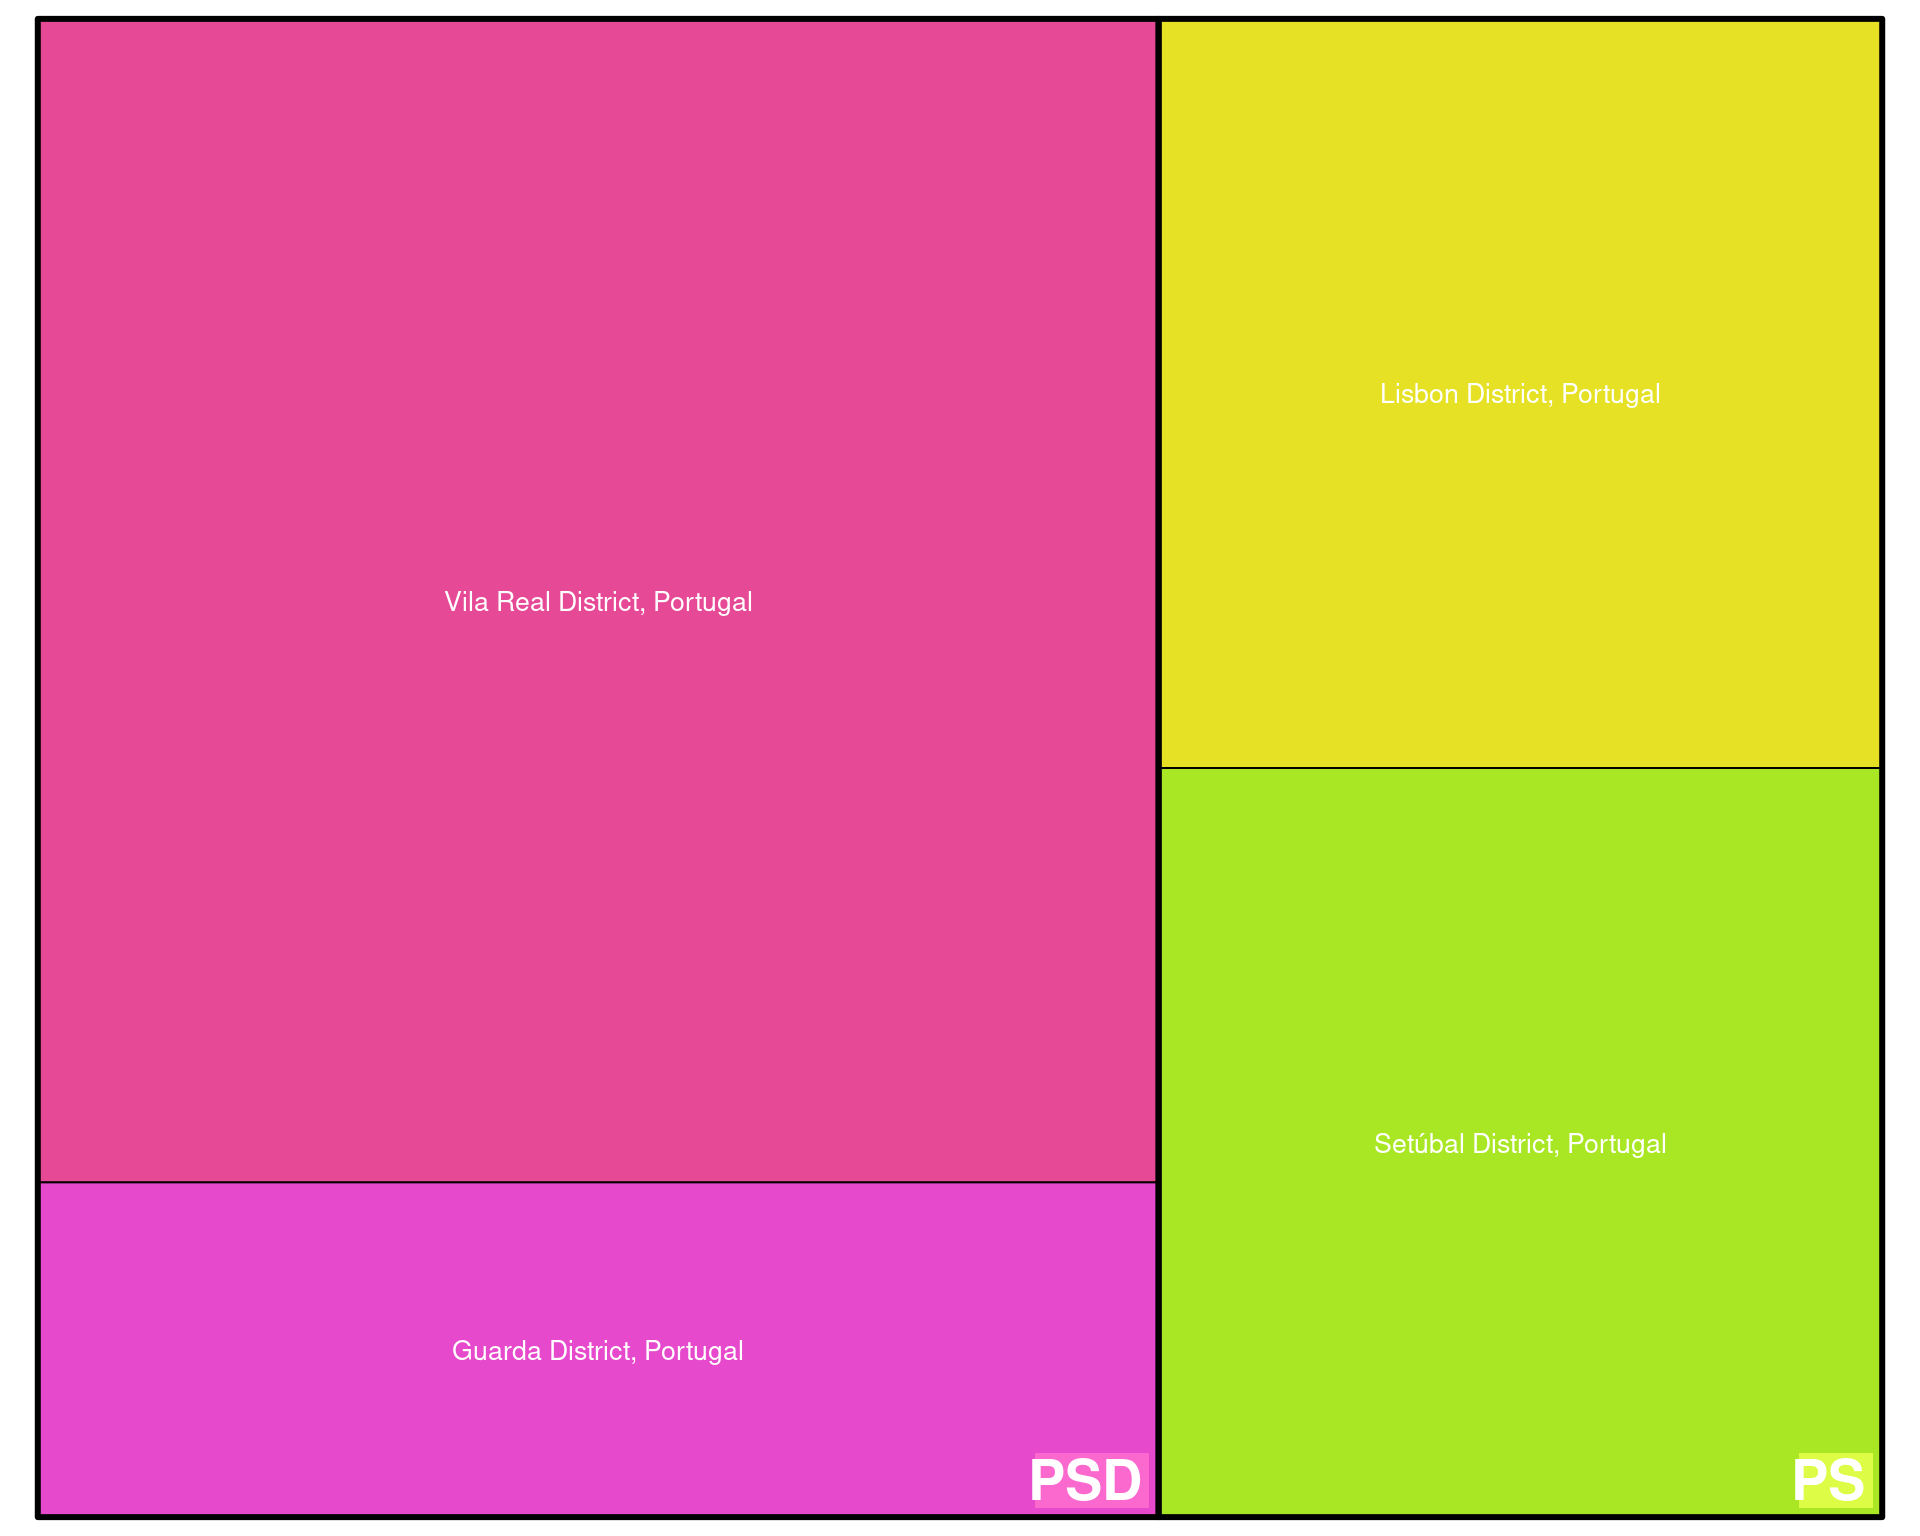 Vila Real District, Portugal
Guarda District, Portugal
PSD
Lisbon District, Portugal
Setúbal District, Portugal
PS